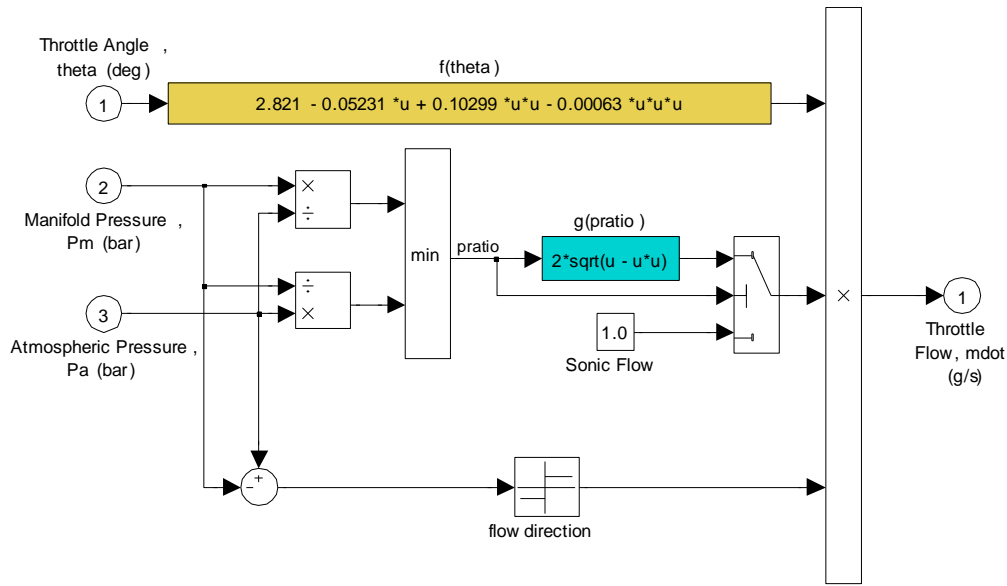 Throttle Angle ,
theta (deg)
1
f(theta)
2.821 - 0.05231 *u + 0.10299 *u*u - 0.00063 *u*u*u
2
Manifold Pressure ,
Pm (bar)
×
÷
÷
×
3
Atmospheric Pressure ,
Pa (bar)
min
pratio
g(pratio )
2*sqrt(u - u*u)
1.0
Sonic Flow
+
-
flow direction
×
1
Throttle
Flow, mdot
(g/s)